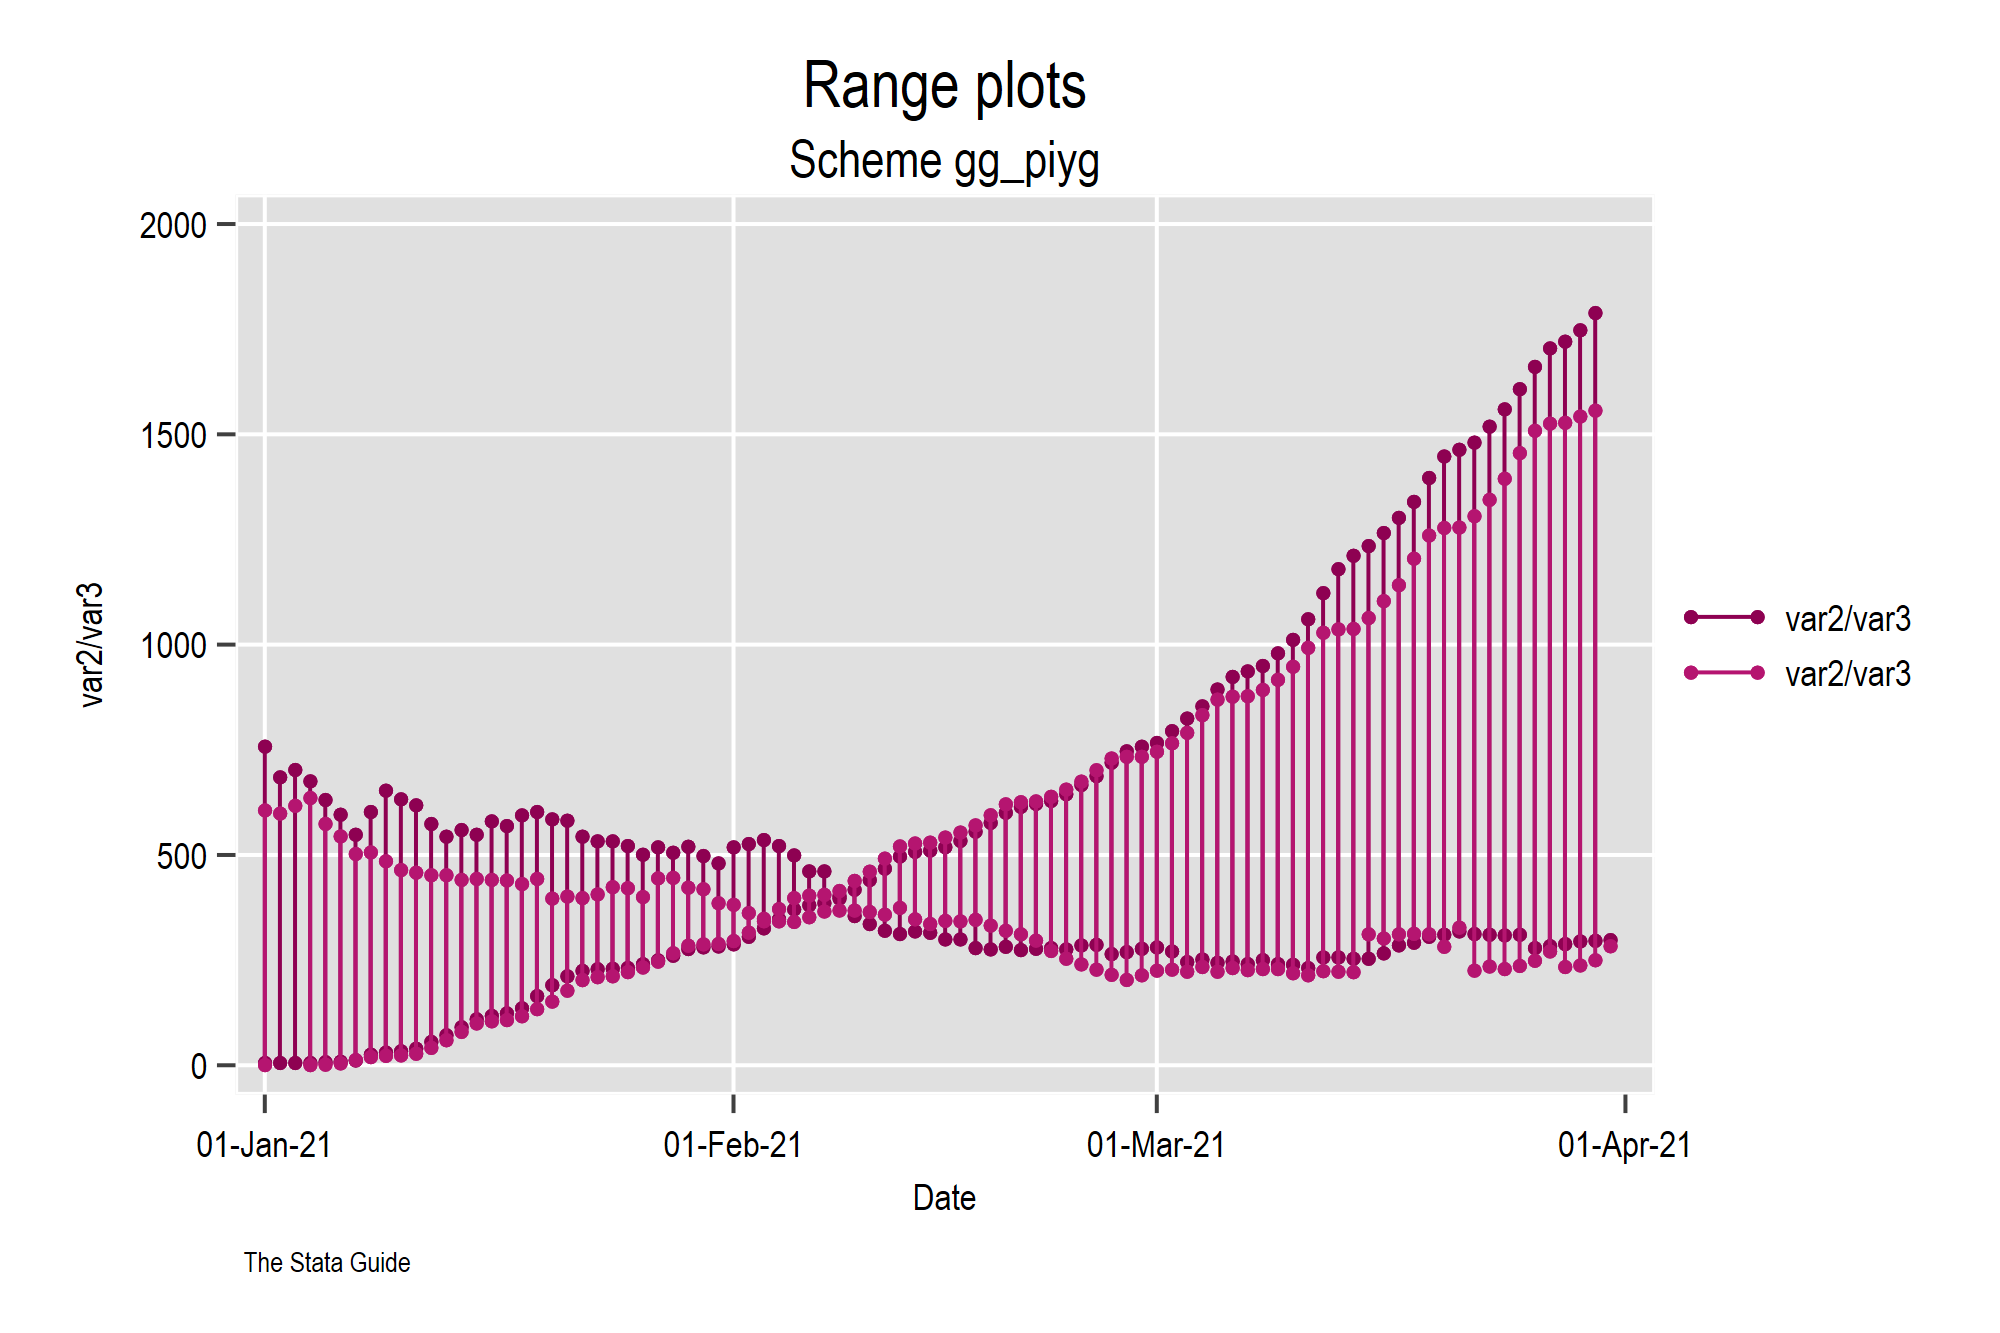 Range plots
Scheme gg_piyg
2000
1500
1000
500
0
var2/var3
01-Jan-21
01-Feb-21
01-Mar-21
01-Apr-21
Date
var2/var3
var2/var3
The Stata Guide